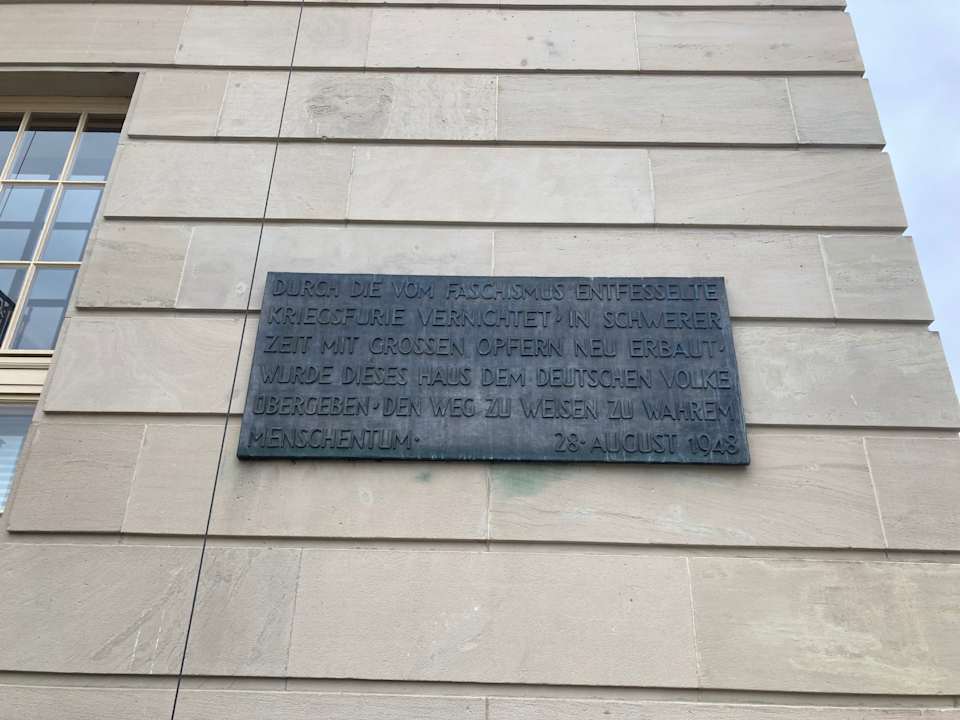 DURCH DIE VOM FASCHISMUS ENTFESSELTE
KRIEGSFURIE VERNICHTET· IN SCHWERER
ZEIT MIT GROSSEN OPFERN NEU ERBAUT·
WURDE DIESES HAUS DEM DEUTSCHEN VOLKE
ÜBERGEBEN·DEN WEG ZU WEISEN ZU WAHREM
MENSCHENTUM· 28·AUGUST 1948